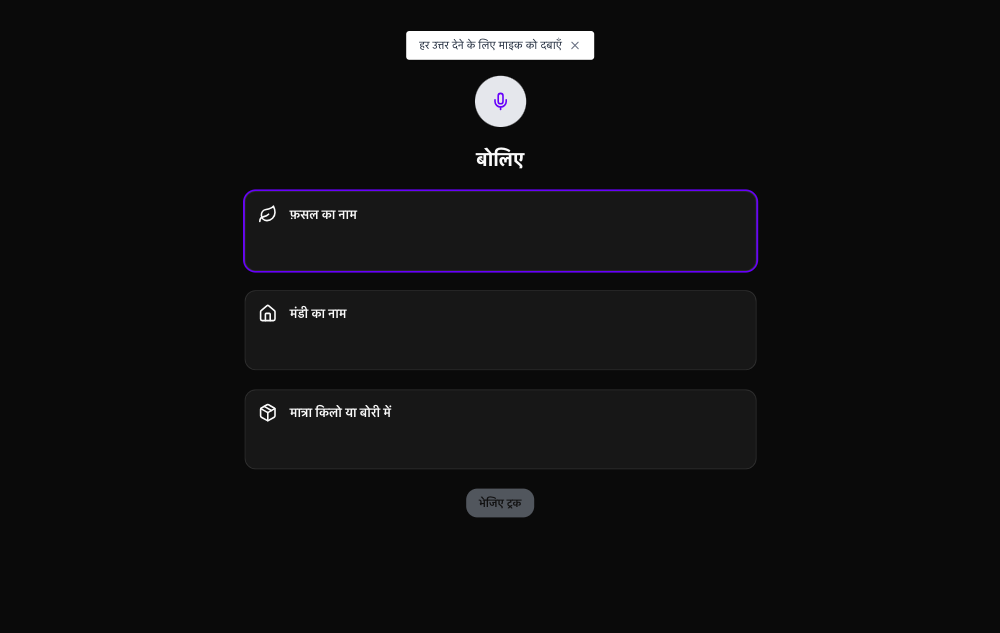 हर उत्तर देने के लिए माइक को दबाएँ
बोलिए
फ़सल का नाम
मंडी का नाम
मात्रा किलो या बोरी में
भेजिए ट्रक